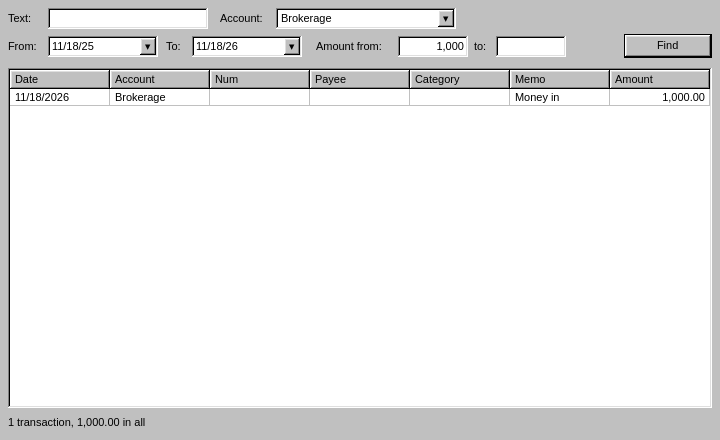 Text: Account: Brokerage
From: 11/18/25 To: 11/18/26 Amount from: 1,000 to: Find
Date Account Num Payee Category Memo Amount
11/18/2026 Brokerage Money in 1,000.00
1 transaction, 1,000.00 in all